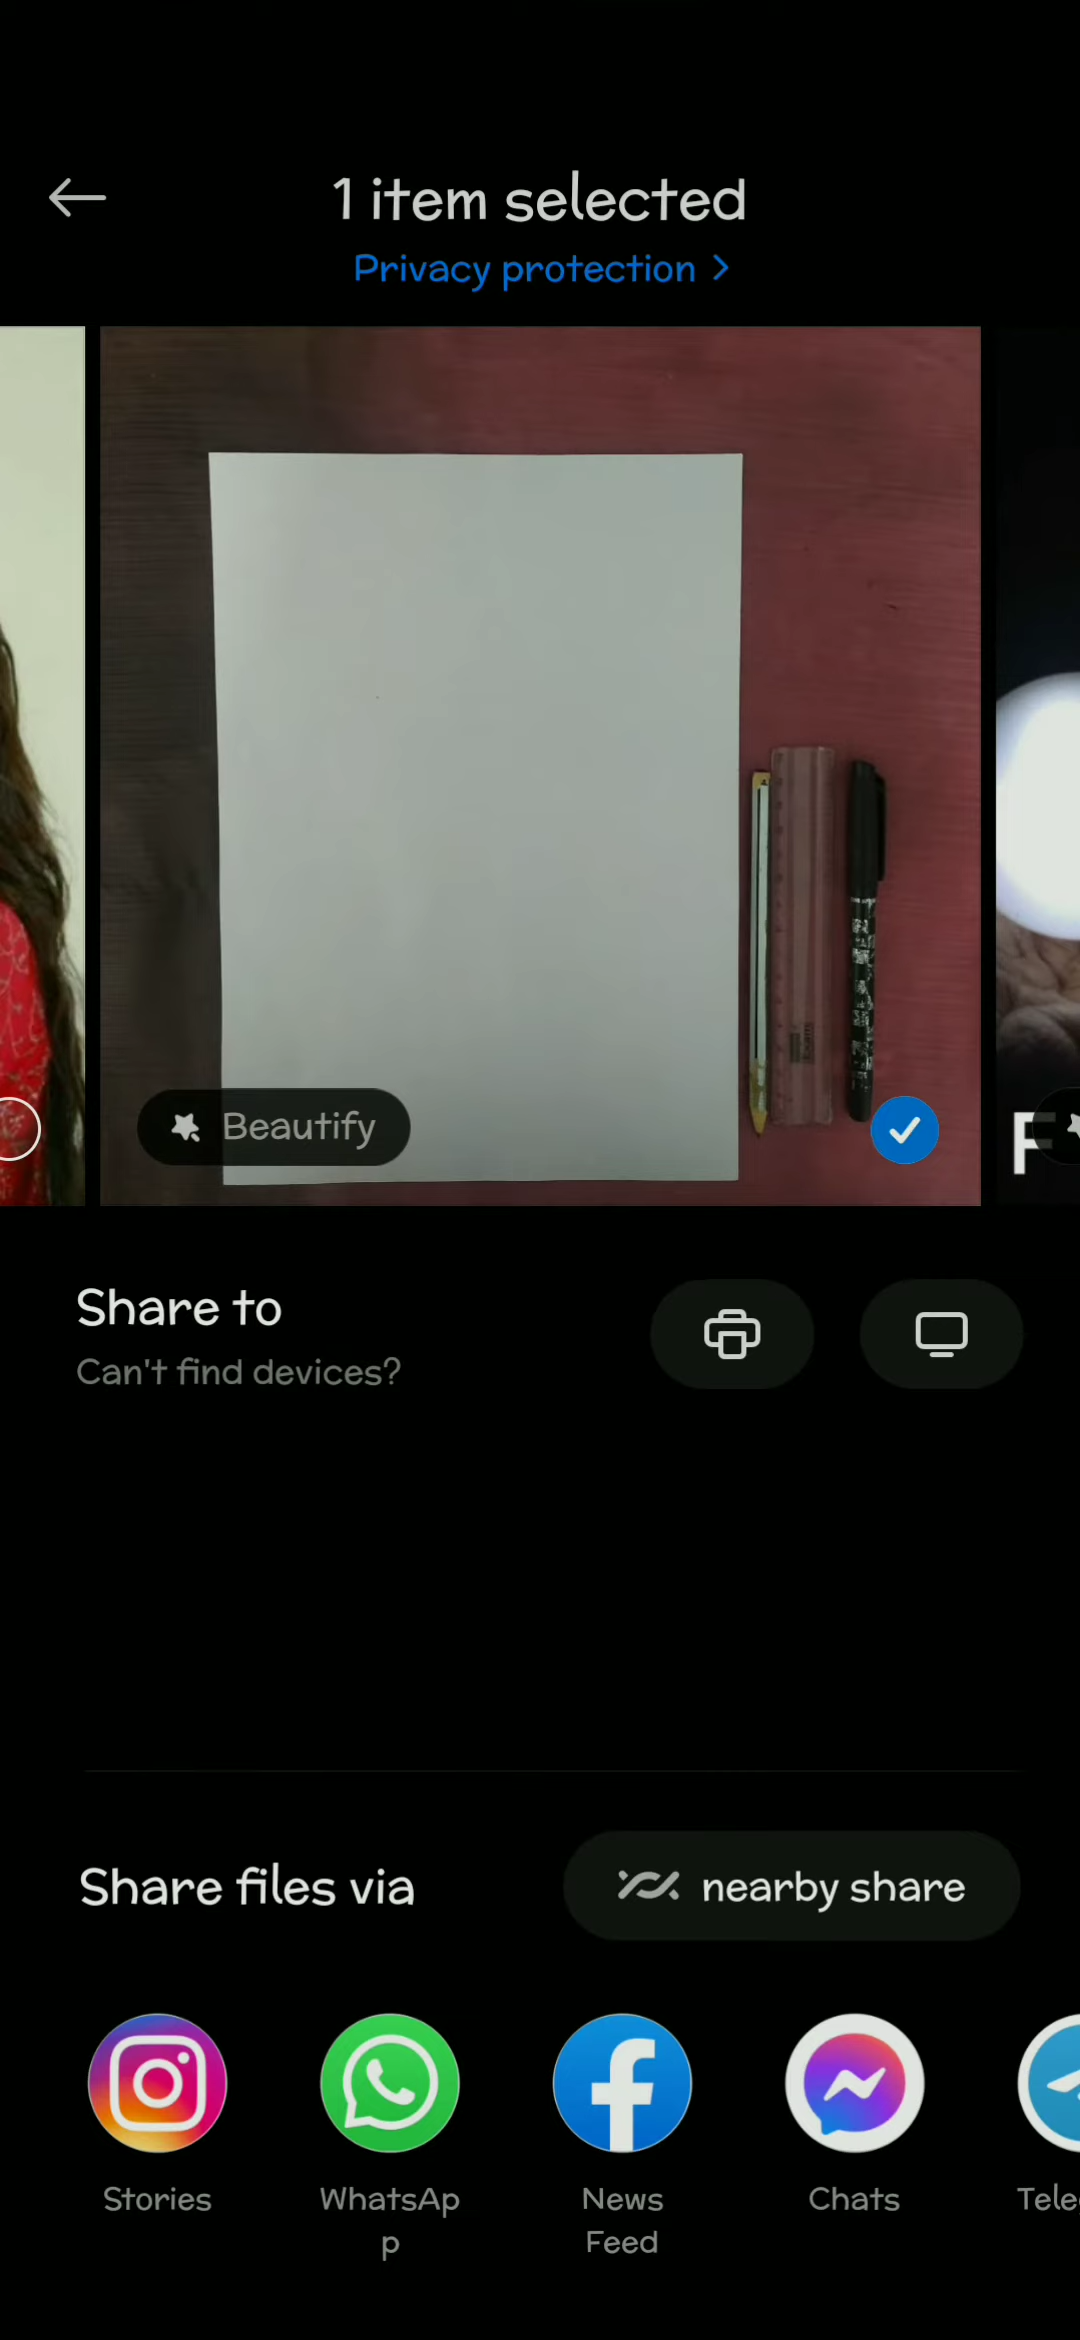 1 item selected
Privacy protection
Beautify
F
Share to
Can't find devices?
Share files via
nearby share
Stories
WhatsAp
p
News
Feed
Chats